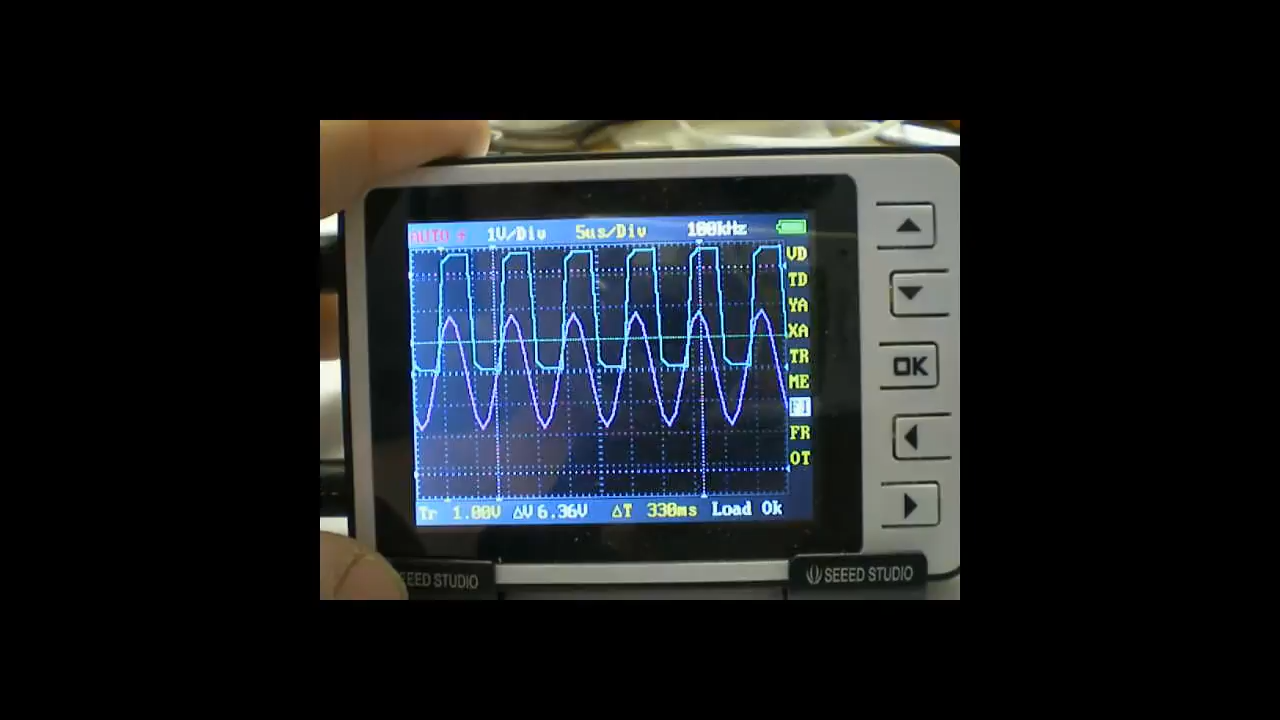 AUTO 1V/Div 5us/Div 100kHz
VD
TD
YA
XA
TR
ME
OK
FI
FR
OT
Tr 1.00V ΔV 6.36V ΔT 330ms Load Ok
SEEED STUDIO
SEEED STUDIO